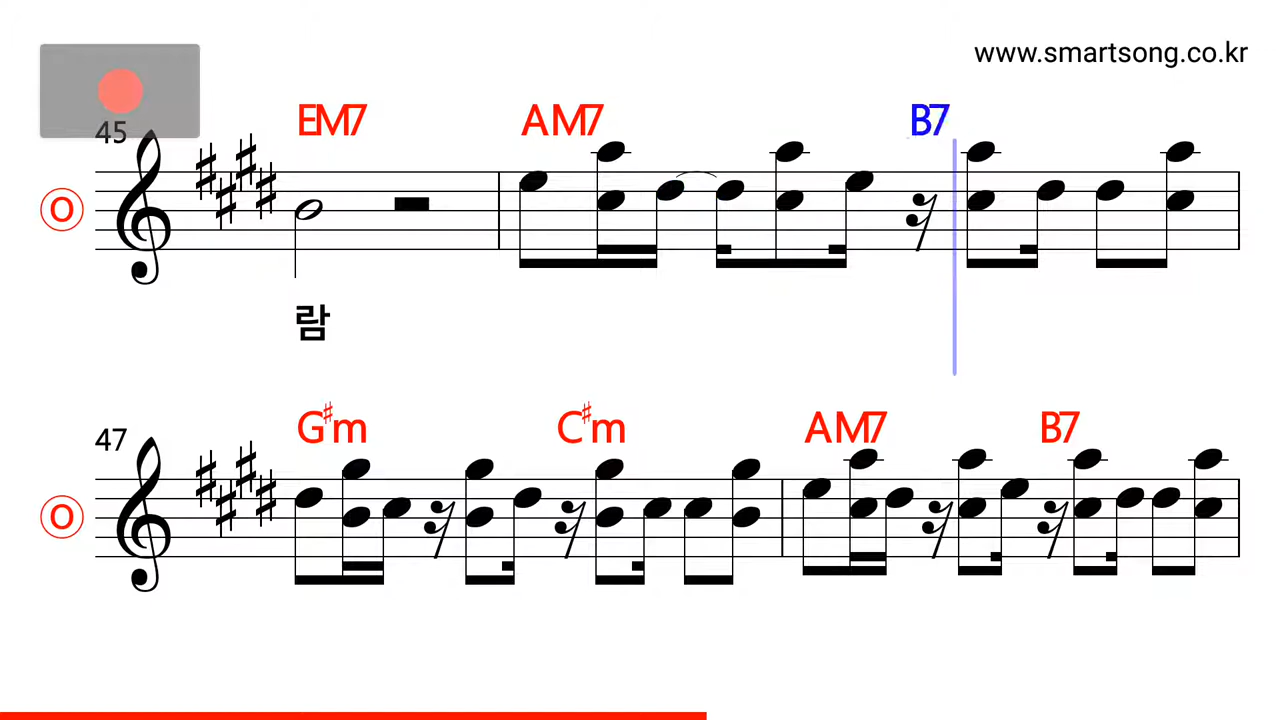 www.smartsong.co.kr
45 EM7 AM7 B7
O
람
47 G♯m C♯m AM7 B7
O